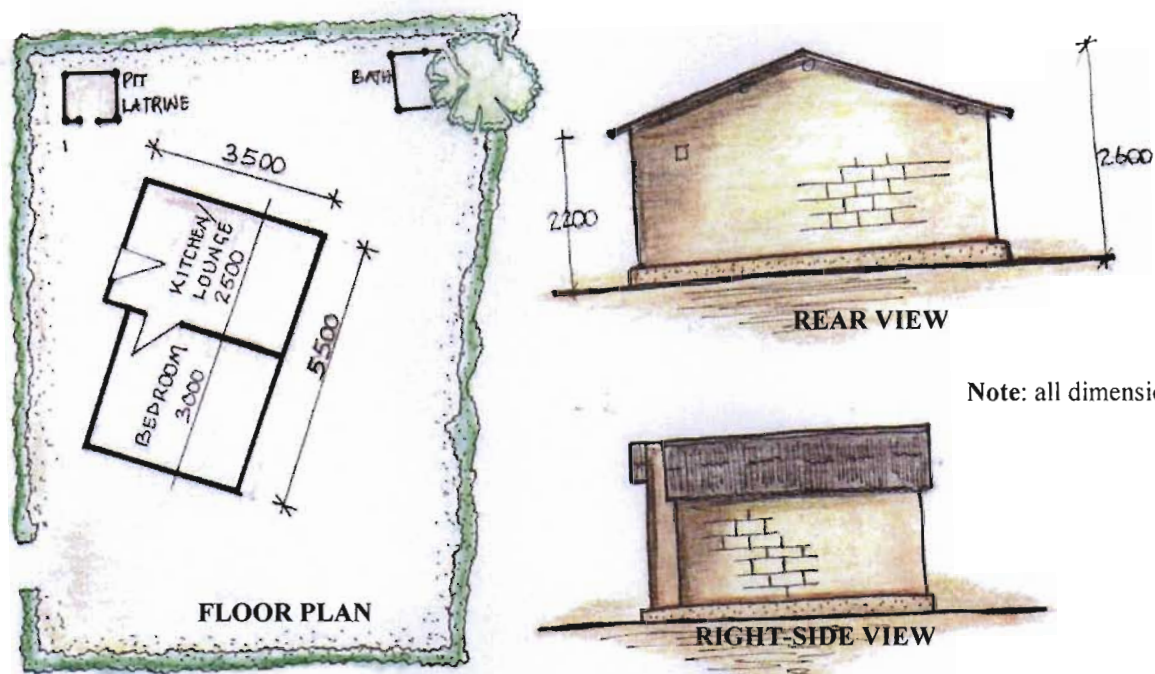 PIT
LATRINE
BATH
3500
KITCHEN/
LOUNGE
2500
5500
BEDROOM
3000
FLOOR PLAN
2200
2600
REAR VIEW
Note: all dimensi
RIGHT-SIDE VIEW